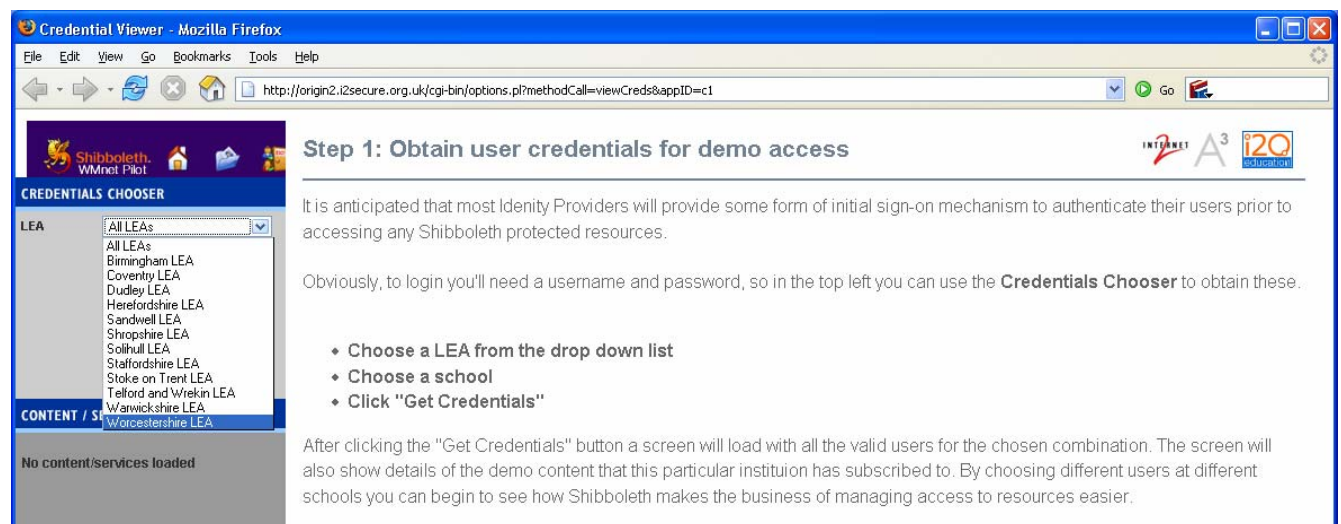 Credential Viewer - Mozilla Firefox
File Edit View Go Bookmarks Tools Help
http://origin2.i2secure.org.uk/cgi-bin/options.pl?methodCall=viewCreds&appID=c1 Go
Shibboleth.
WMnet Pilot
Step 1: Obtain user credentials for demo access
INTERNET 2 A3 i2Q
education
CREDENTIALS CHOOSER
LEA All LEAs
All LEAs
Birmingham LEA
Coventry LEA
Dudley LEA
Herefordshire LEA
Sandwell LEA
Shropshire LEA
Solihull LEA
Staffordshire LEA
Stoke on Trent LEA
Telford and Wrekin LEA
Warwickshire LEA
Worcestershire LEA
CONTENT / SE
No content/services loaded
It is anticipated that most Idenity Providers will provide some form of initial sign-on mechanism to authenticate their users prior to
accessing any Shibboleth protected resources.
Obviously, to login you'll need a username and password, so in the top left you can use the Credentials Chooser to obtain these.
• Choose a LEA from the drop down list
• Choose a school
• Click "Get Credentials"
After clicking the "Get Credentials" button a screen will load with all the valid users for the chosen combination. The screen will
also show details of the demo content that this particular instituion has subscribed to. By choosing different users at different
schools you can begin to see how Shibboleth makes the business of managing access to resources easier.